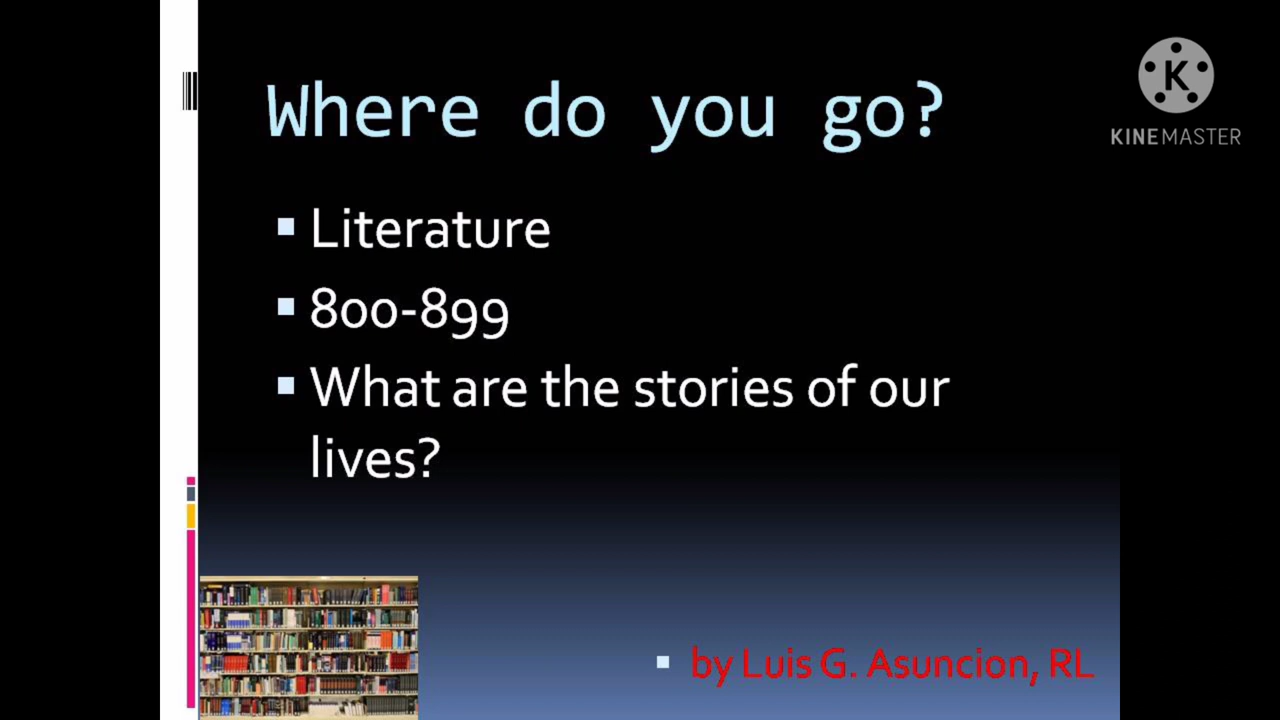 Where do you go?
K
KINEMASTER
Literature
800-899
What are the stories of our
lives?
by Luis G. Asuncion, RL